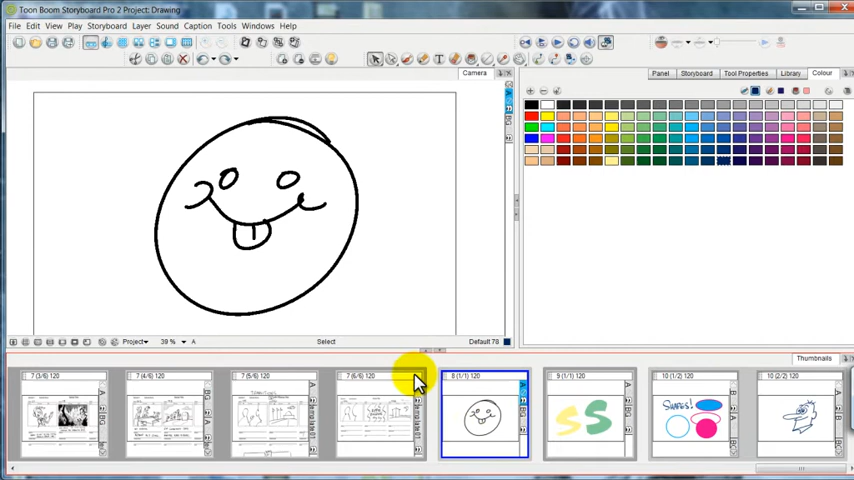 Toon Boom Storyboard Pro 2 Project: Drawing
File Edit View Play Storyboard Layer Sound Caption Tools Windows Help
Camera
Panel Storyboard Tool Properties Library Colour
Project 39 % A Select Default 78
Thumbnails
7 (3/6) 120 7 (4/6) 120 7 (5/6) 120 7 (6/6) 120 8 (1/1) 120 9 (1/1) 120 10 (1/2) 120 10 (2/2) 120
S S
SHAPES!